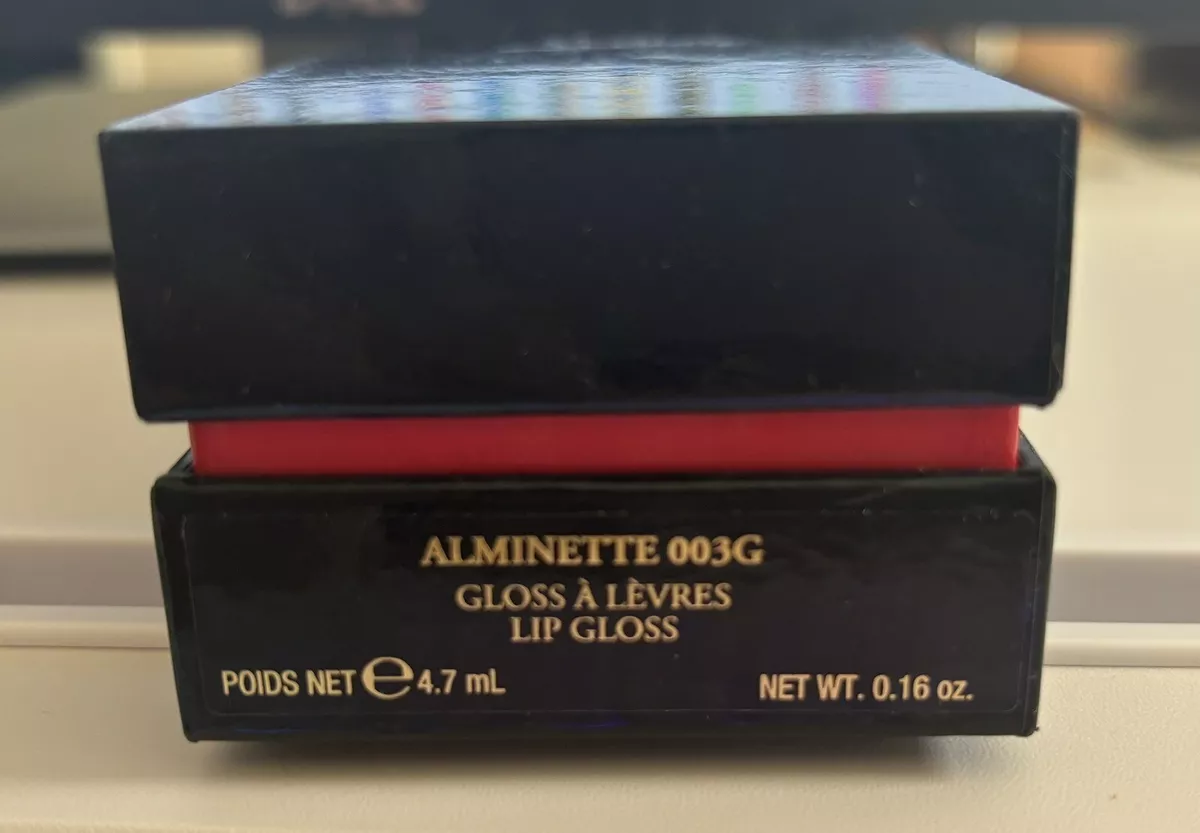 ALMINETTE 003G
GLOSS À LÈVRES
LIP GLOSS
POIDS NET ℮ 4.7 mL NET WT. 0.16 oz.